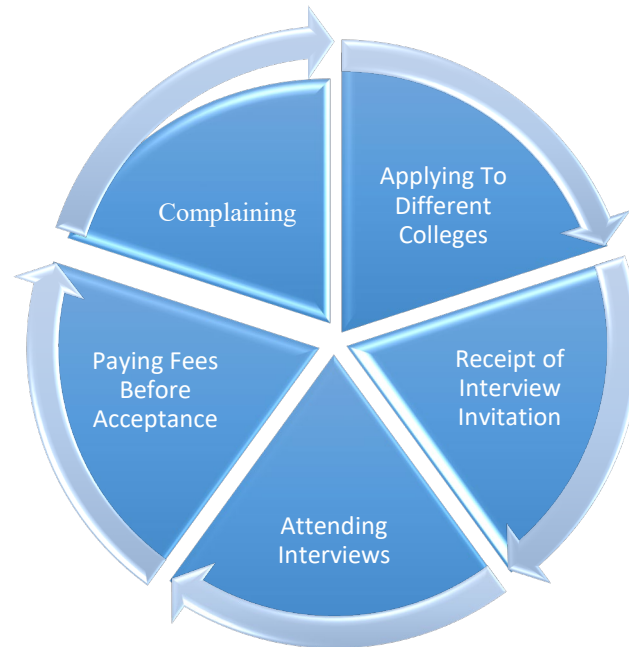 Applying To
Different
Colleges
Receipt of
Interview
Invitation
Attending
Interviews
Paying Fees
Before
Acceptance
Complaining